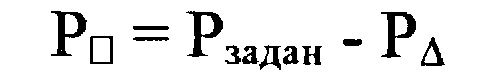 P□ = Pзадан - PΔ